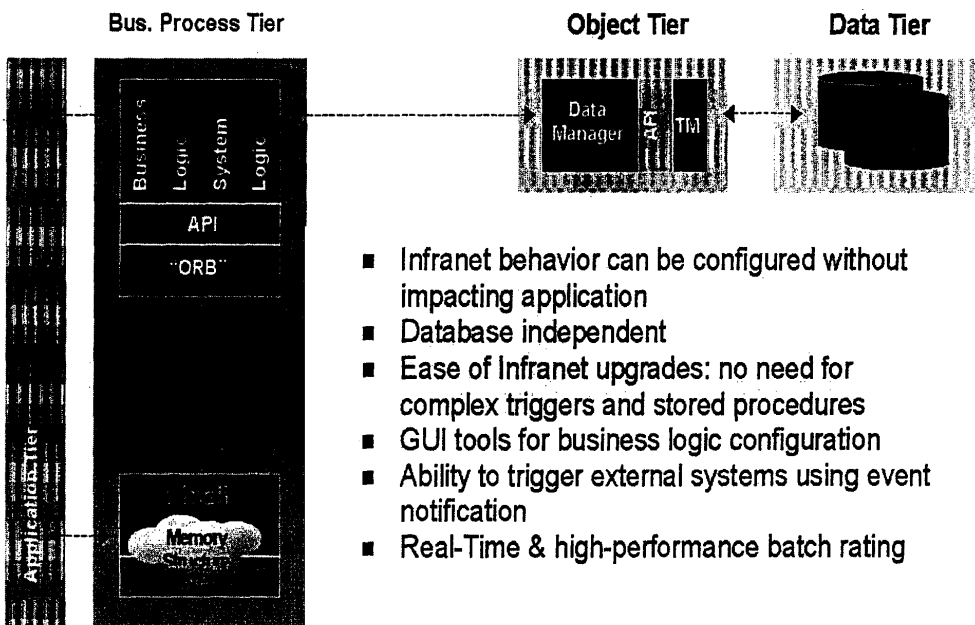 Bus. Process Tier
Object Tier
Data Tier
Business
Logic
System
Logic
API
"ORB"
Data
Manager
API
TM
Application Tier
Memory
■ Infranet behavior can be configured without
impacting application
■ Database independent
■ Ease of Infranet upgrades: no need for
complex triggers and stored procedures
■ GUI tools for business logic configuration
■ Ability to trigger external systems using event
notification
■ Real-Time & high-performance batch rating